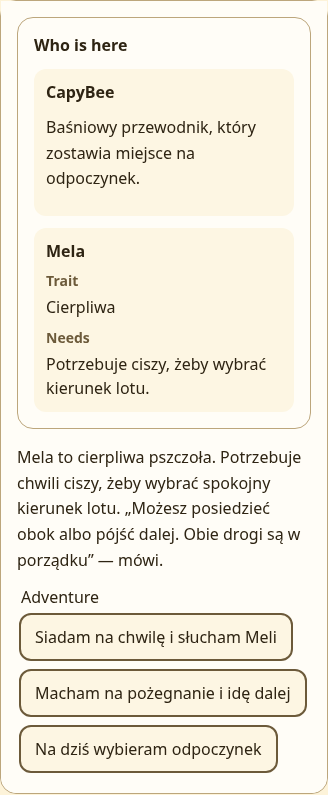 Who is here
CapyBee
Baśniowy przewodnik, który
zostawia miejsce na
odpoczynek.
Mela
Trait
Cierpliwa
Needs
Potrzebuje ciszy, żeby wybrać
kierunek lotu.
Mela to cierpliwa pszczoła. Potrzebuje
chwili ciszy, żeby wybrać spokojny
kierunek lotu. „Możesz posiedzieć
obok albo pójść dalej. Obie drogi są w
porządku” — mówi.
Adventure
Siadam na chwilę i słucham Meli
Macham na pożegnanie i idę dalej
Na dziś wybieram odpoczynek